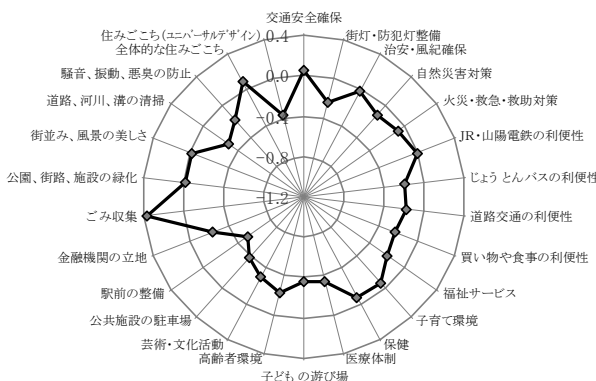 交通安全確保
街灯・防犯灯整備
治安・風紀確保
自然災害対策
火災・救急・救助対策
JR・山陽電鉄の利便性
じょうとんバスの利便性
道路交通の利便性
買い物や食事の利便性
福祉サービス
子育て環境
保健
医療体制
子どもの遊び場
高齢者環境
芸術・文化活動
公共施設の駐車場
駅前の整備
金融機関の立地
ごみ収集
公園、街路、施設の緑化
街並み、風景の美しさ
道路、河川、溝の清掃
騒音、振動、悪臭の防止
全体的な住みごこち
住みごこち(ユニバーサルデザイン)
0.4
0.0
-0.4
-0.8
-1.2